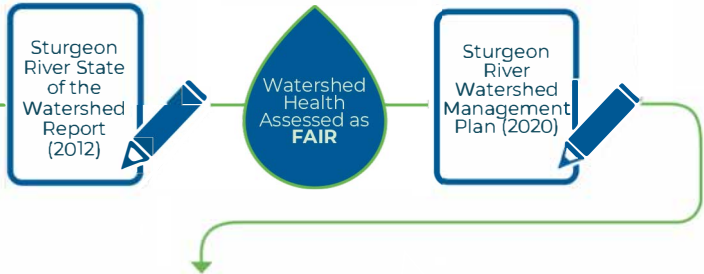 Sturgeon
River State
of the
Watershed
Report
(2012)
Watershed
Health
Assessed as
FAIR
Sturgeon
River
Watershed
Management
Plan (2020)